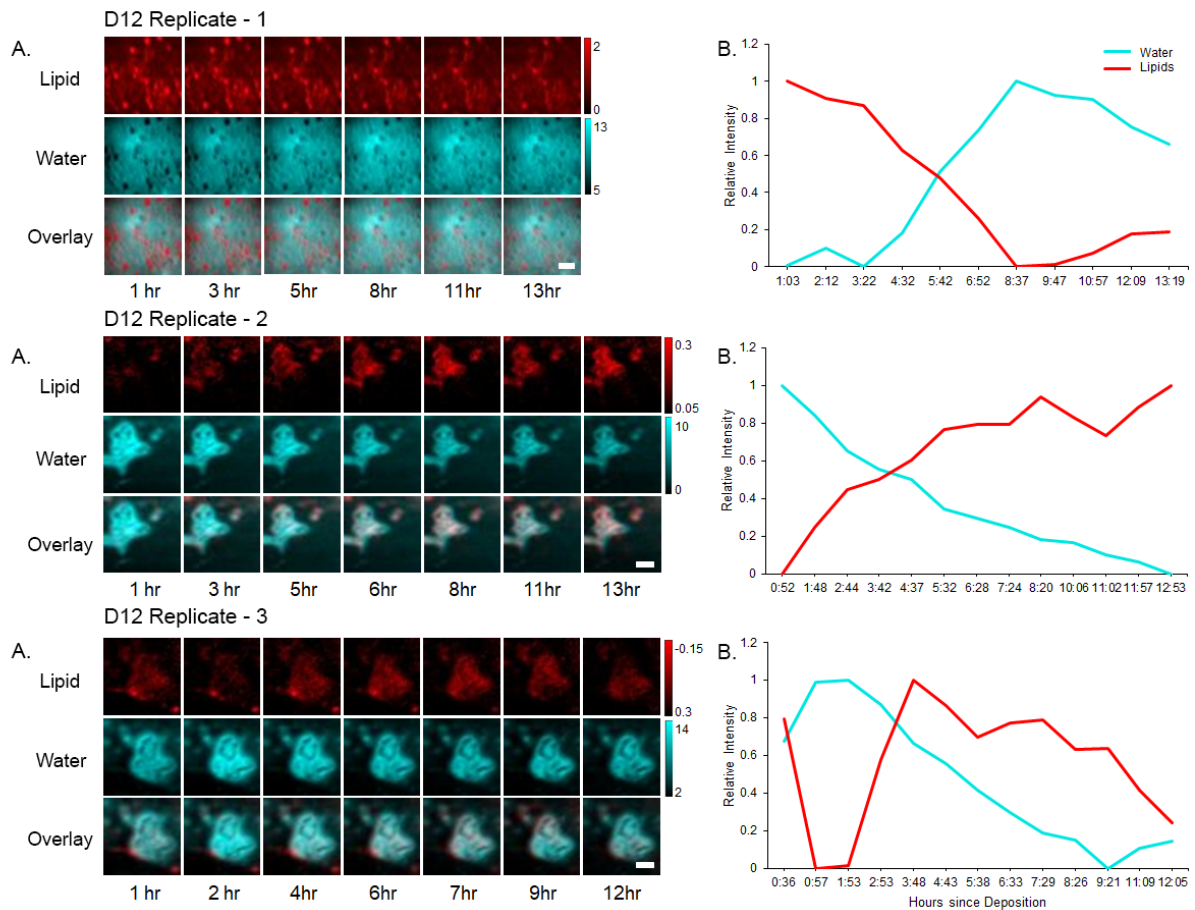 D12 Replicate - 1
A.
Lipid
2
0
Water
13
5
Overlay
1 hr 3 hr 5hr 8hr 11hr 13hr
B.
1.2
1
0.8
0.6
0.4
0.2
0
Relative Intensity
Water
Lipids
1:03 2:12 3:22 4:32 5:42 6:52 8:37 9:47 10:57 12:09 13:19
D12 Replicate - 2
A.
Lipid
0.3
0.05
Water
10
0
Overlay
1 hr 3 hr 5hr 6hr 8hr 11hr 13hr
B.
1.2
1
0.8
0.6
0.4
0.2
0
Relative Intensity
0:52 1:48 2:44 3:42 4:37 5:32 6:28 7:24 8:20 10:06 11:02 11:57 12:53
D12 Replicate - 3
A.
Lipid
-0.15
0.3
Water
14
2
Overlay
1 hr 2 hr 4hr 6hr 7hr 9hr 12hr
B.
1.2
1
0.8
0.6
0.4
0.2
0
Relative Intensity
0:36 0:57 1:53 2:53 3:48 4:43 5:38 6:33 7:29 8:26 9:21 11:09 12:05
Hours since Deposition